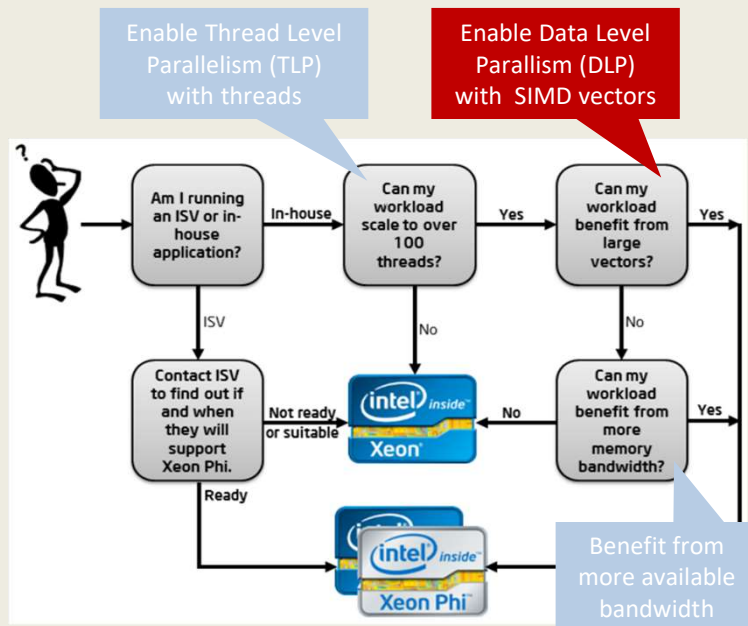 Enable Thread Level
Parallelism (TLP)
with threads
Enable Data Level
Parallism (DLP)
with SIMD vectors
?
Am I running
an ISV or in-
house
application?
In-house
Can my
workload
scale to over
100
threads?
Yes
Can my
workload
benefit from
large
vectors?
Yes
ISV
No
No
Contact ISV
to find out if
and when
they will
support
Xeon Phi.
Not ready
or suitable
intel inside™
Xeon®
No
Can my
workload
benefit from
more
memory
bandwidth?
Yes
Ready
intel inside™
Xeon Phi™
Benefit from
more available
bandwidth